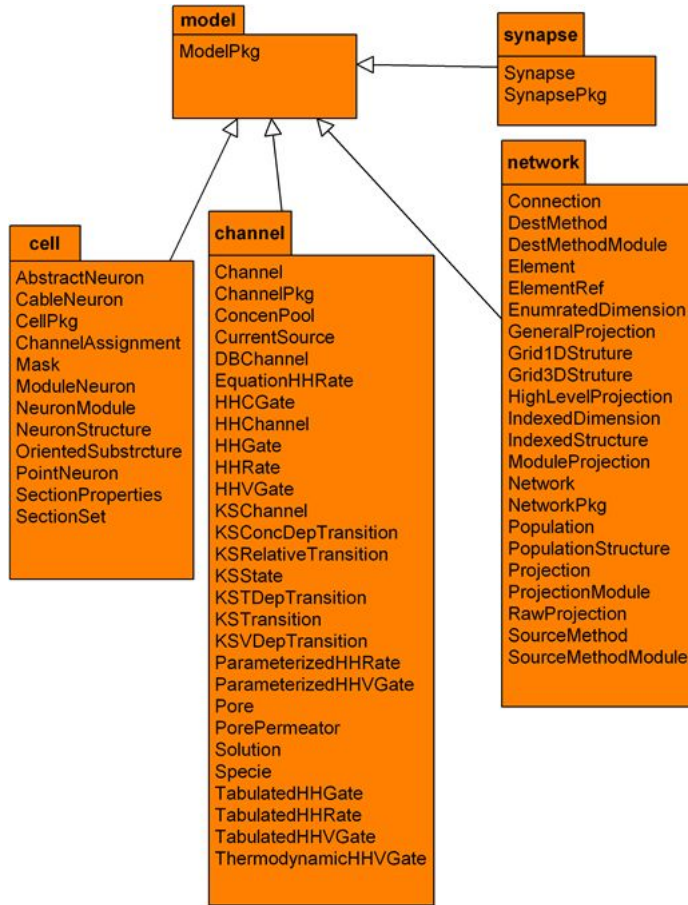 model
ModelPkg
synapse
Synapse
SynapsePkg
cell
AbstractNeuron
CableNeuron
CellPkg
ChannelAssignment
Mask
ModuleNeuron
NeuronModule
NeuronStructure
OrientedSubstrcture
PointNeuron
SectionProperties
SectionSet
channel
Channel
ChannelPkg
ConcenPool
CurrentSource
DBChannel
EquationHHRate
HHCGate
HHChannel
HHGate
HHRate
HHVGate
KSChannel
KSConcDepTransition
KSRelativeTransition
KSState
KSTDepTransition
KSTransition
KSVDepTransition
ParameterizedHHRate
ParameterizedHHVGate
Pore
PorePermeator
Solution
Specie
TabulatedHHGate
TabulatedHHRate
TabulatedHHVGate
ThermodynamicHHVGate
network
Connection
DestMethod
DestMethodModule
Element
ElementRef
EnumratedDimension
GeneralProjection
Grid1DStruture
Grid3DStruture
HighLevelProjection
IndexedDimension
IndexedStructure
ModuleProjection
Network
NetworkPkg
Population
PopulationStructure
Projection
ProjectionModule
RawProjection
SourceMethod
SourceMethodModule